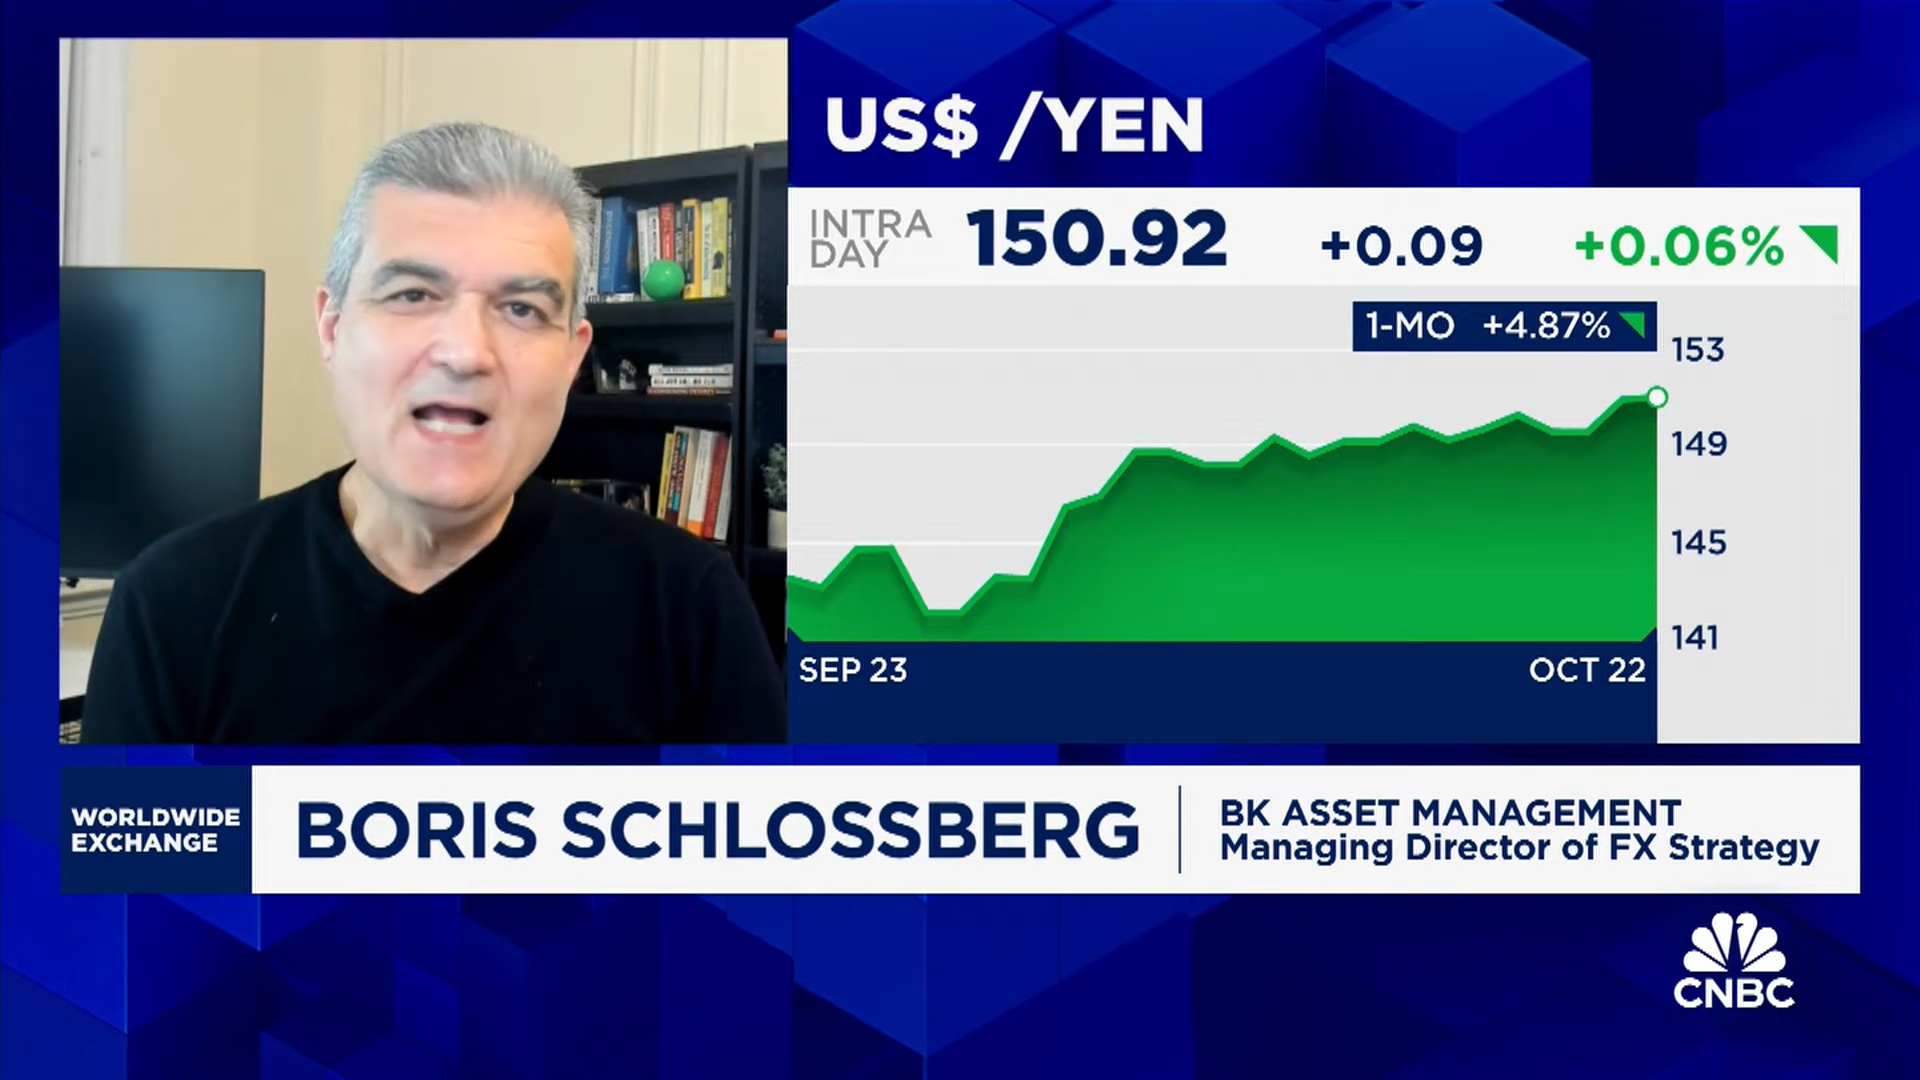 US$ /YEN
INTRA
DAY
150.92
+0.09
+0.06%
1-MO +4.87%
153
149
145
141
SEP 23
OCT 22
WORLDWIDE
EXCHANGE
BORIS SCHLOSSBERG
BK ASSET MANAGEMENT
Managing Director of FX Strategy
CNBC